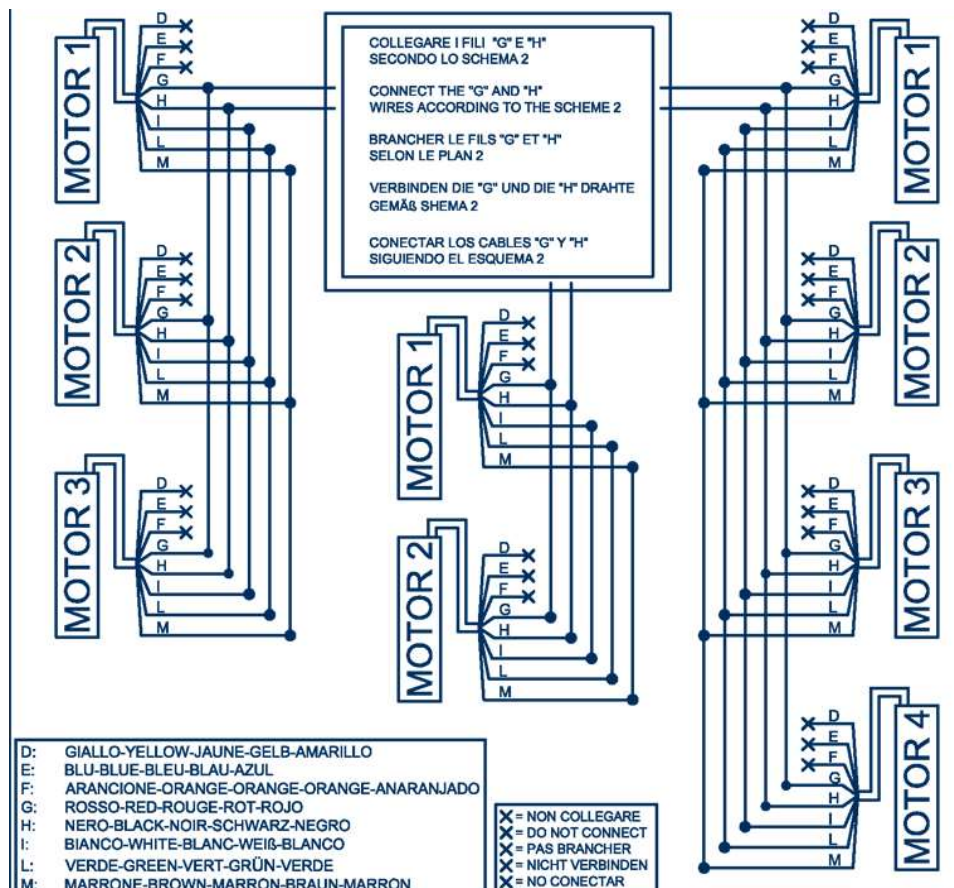 COLLEGARE I FILI "G" E "H"
SECONDO LO SCHEMA 2
CONNECT THE "G" AND "H"
WIRES ACCORDING TO THE SCHEME 2
BRANCHER LE FILS "G" ET "H"
SELON LE PLAN 2
VERBINDEN DIE "G" UND DIE "H" DRAHTE
GEMÄß SHEMA 2
CONECTAR LOS CABLES "G" Y "H"
SIGUIENDO EL ESQUEMA 2
MOTOR 1
D
E
F
G
H
I
L
M
MOTOR 2
D
E
F
G
H
I
L
M
MOTOR 3
D
E
F
G
H
I
L
M
MOTOR 1
D
E
F
G
H
I
L
M
MOTOR 2
D
E
F
G
H
I
L
M
MOTOR 1
D
E
F
G
H
I
L
M
MOTOR 2
D
E
F
G
H
I
L
M
MOTOR 3
D
E
F
G
H
I
L
M
MOTOR 4
D
E
F
G
H
I
L
M
D: GIALLO-YELLOW-JAUNE-GELB-AMARILLO
E: BLU-BLUE-BLEU-BLAU-AZUL
F: ARANCIONE-ORANGE-ORANGE-ORANGE-ANARANJADO
G: ROSSO-RED-ROUGE-ROT-ROJO
H: NERO-BLACK-NOIR-SCHWARZ-NEGRO
I: BIANCO-WHITE-BLANC-WEIß-BLANCO
L: VERDE-GREEN-VERT-GRÜN-VERDE
M: MARRONE-BROWN-MARRON-BRAUN-MARRON
X = NON COLLEGARE
X = DO NOT CONNECT
X = PAS BRANCHER
X = NICHT VERBINDEN
X = NO CONECTAR